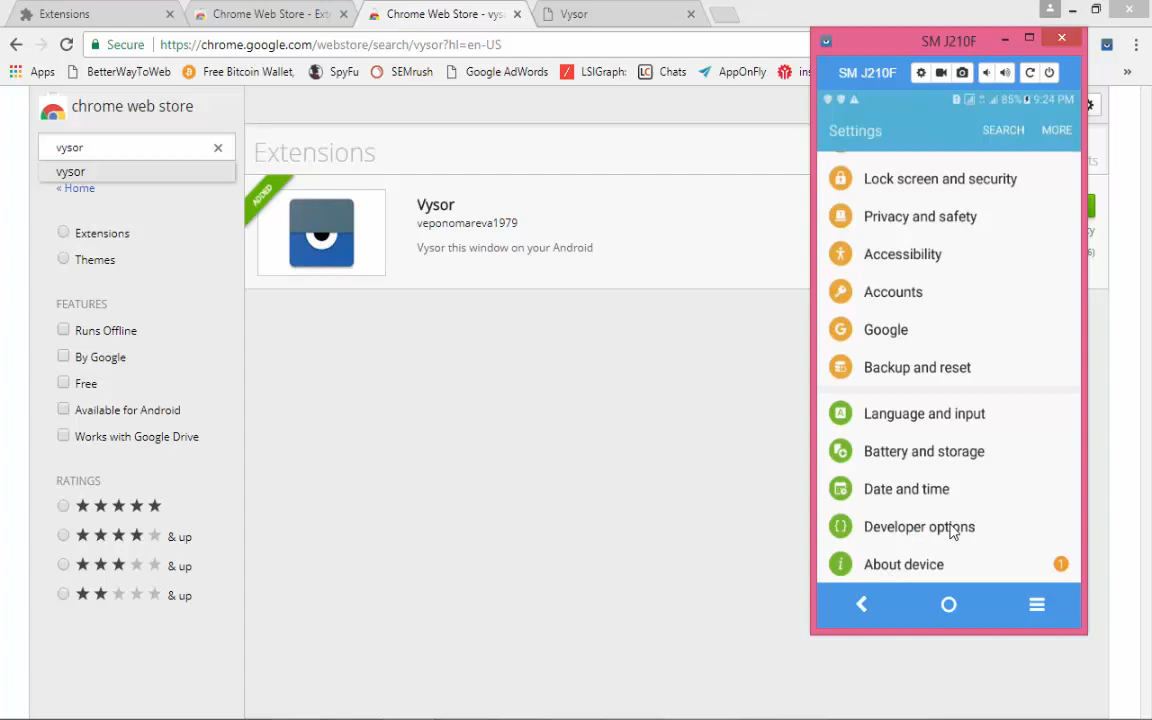 Extensions
Chrome Web Store - Ext
Chrome Web Store - vys
Vysor
Secure
https://chrome.google.com/webstore/search/vysor?hl=en-US
Apps
BetterWayToWeb
Free Bitcoin Wallet,
SpyFu
SEMrush
Google AdWords
LSIGraph:
LC
Chats
AppOnFly
ins
»
chrome web store
vysor
vysor
« Home
Extensions
Themes
FEATURES
Runs Offline
By Google
Free
Available for Android
Works with Google Drive
RATINGS
& up
& up
& up
Extensions
ADDED
Vysor
veponomareva1979
Vysor this window on your Android
SM J210F
SM J210F
85% 9:24 PM
Settings
SEARCH
MORE
Lock screen and security
Privacy and safety
Accessibility
Accounts
G
Google
Backup and reset
A
Language and input
Battery and storage
Date and time
{}
Developer options
i
About device
1